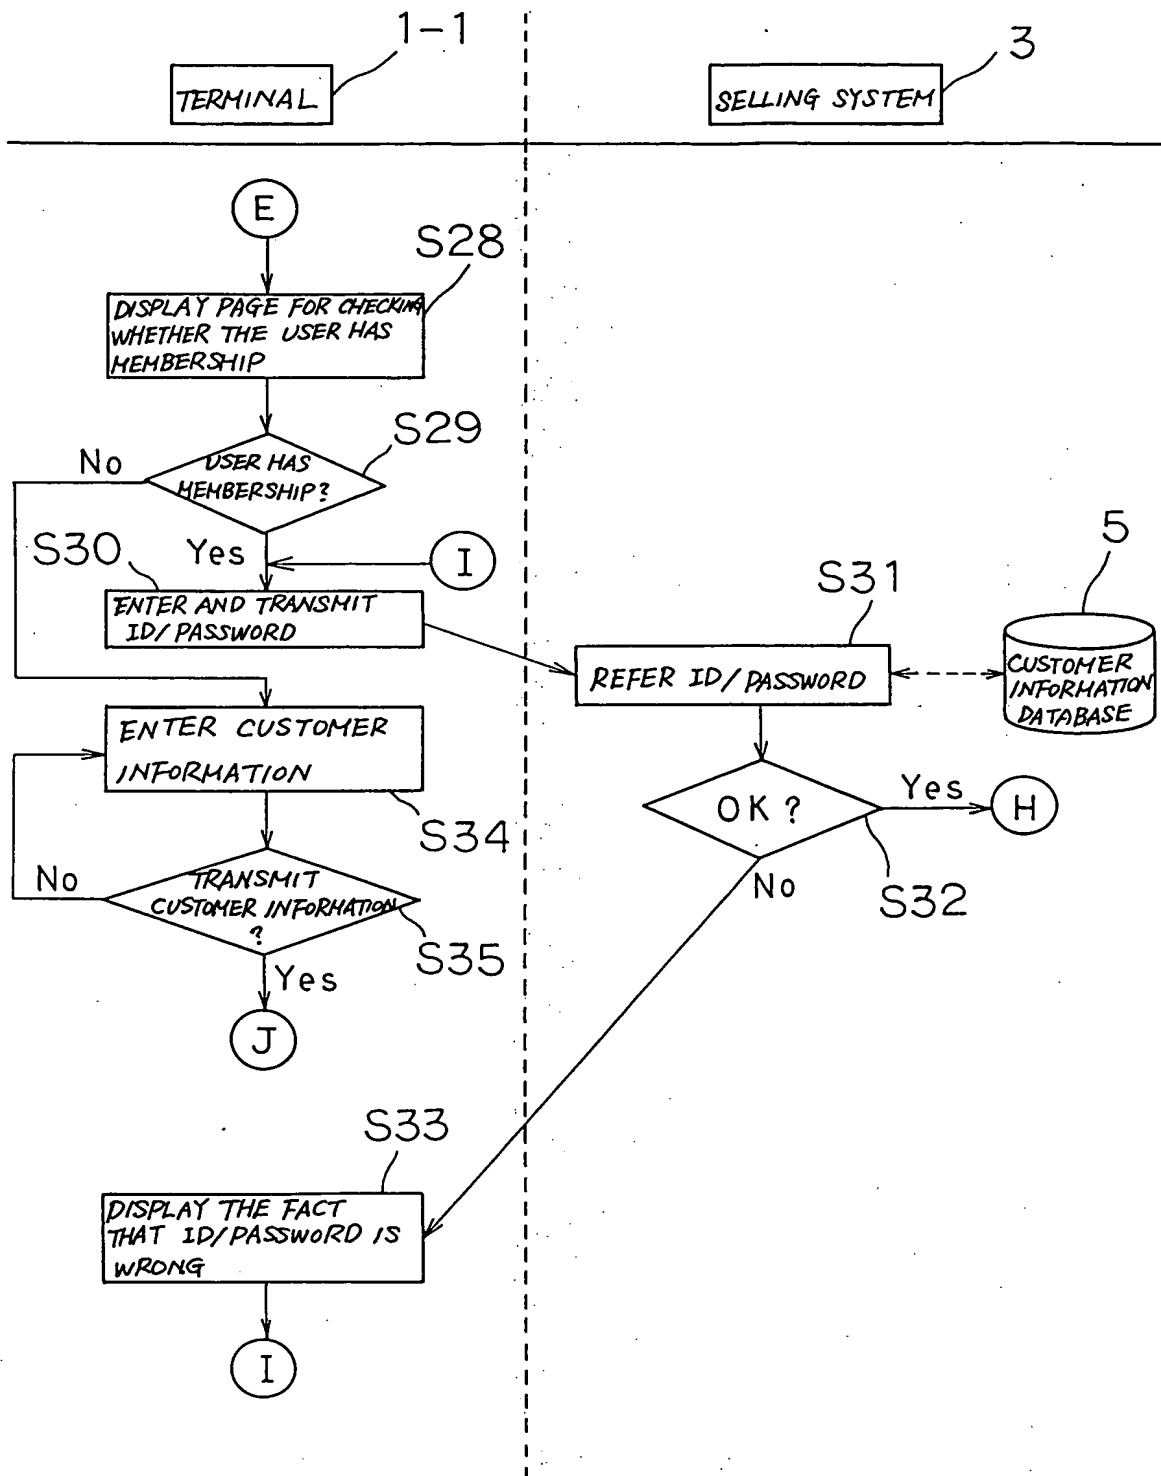 1-1
3
TERMINAL
SELLING SYSTEM
E
S28
DISPLAY PAGE FOR CHECKING
WHETHER THE USER HAS
MEMBERSHIP
S29
No
USER HAS
MEMBERSHIP?
S30
Yes
I
ENTER AND TRANSMIT
ID/PASSWORD
S31
5
REFER ID/PASSWORD
CUSTOMER
INFORMATION
DATABASE
ENTER CUSTOMER
INFORMATION
S34
OK?
Yes
H
No
S32
No
TRANSMIT
CUSTOMER INFORMATION
?
S35
Yes
J
S33
DISPLAY THE FACT
THAT ID/PASSWORD IS
WRONG
I